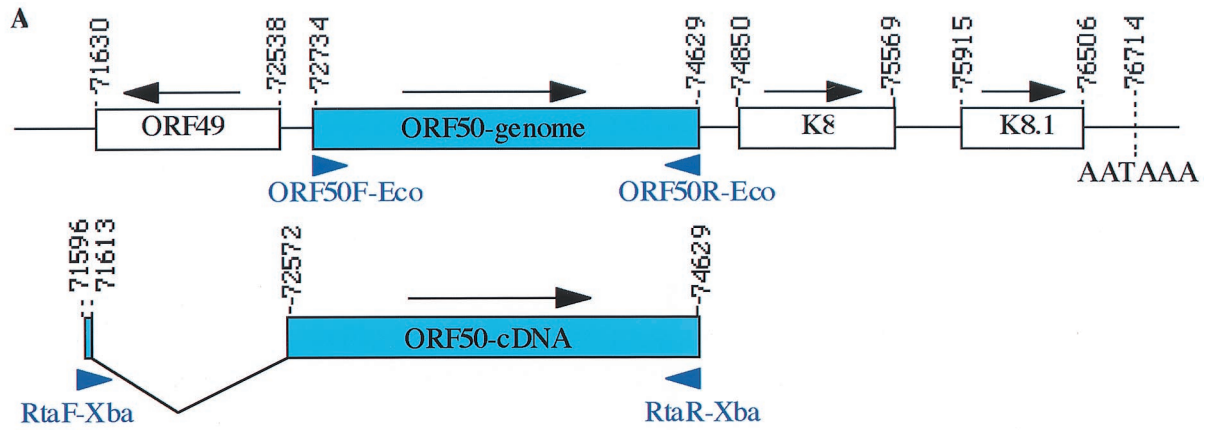 A
71630
72538
72734
74629
74850
75569
75915
76506
76714
ORF49
ORF50-genome
K8
K8.1
AATAAA
ORF50F-Eco
ORF50R-Eco
71596
71613
72572
74629
ORF50-cDNA
RtaF-Xba
RtaR-Xba